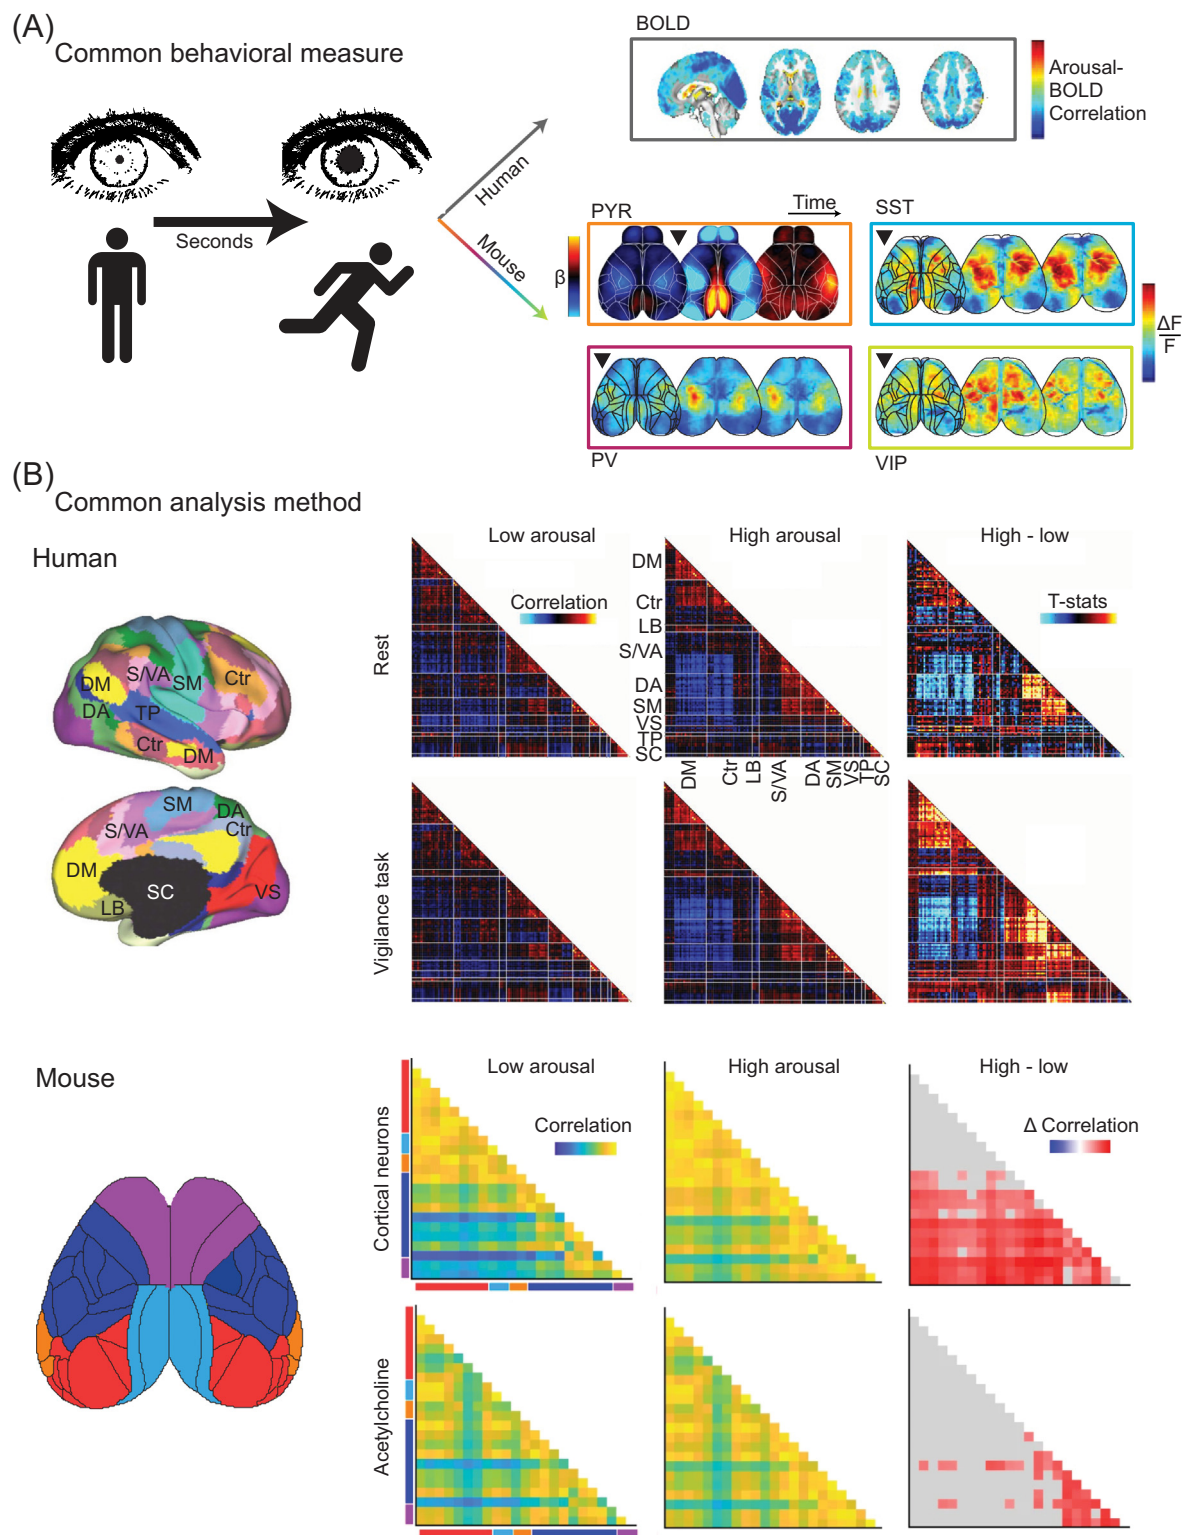 (A)
Common behavioral measure
BOLD
Arousal-
BOLD
Correlation
Human
Mouse
Seconds
PYR
Time
SST
β
ΔF
F
PV
VIP
(B)
Common analysis method
Human
Low arousal
High arousal
High - low
Correlation
T-stats
Rest
DM
Ctr
LB
S/VA
DA
SM
VS
TP
SC
DM
Ctr
LB
S/VA
DA
SM
VS
TP
SC
DM
S/VA
SM
Ctr
DA
TP
Ctr
DM
SM
DA
S/VA
Ctr
DM
SC
VS
LB
Vigilance task
Mouse
Low arousal
High arousal
High - low
Correlation
Δ Correlation
Cortical neurons
Acetylcholine